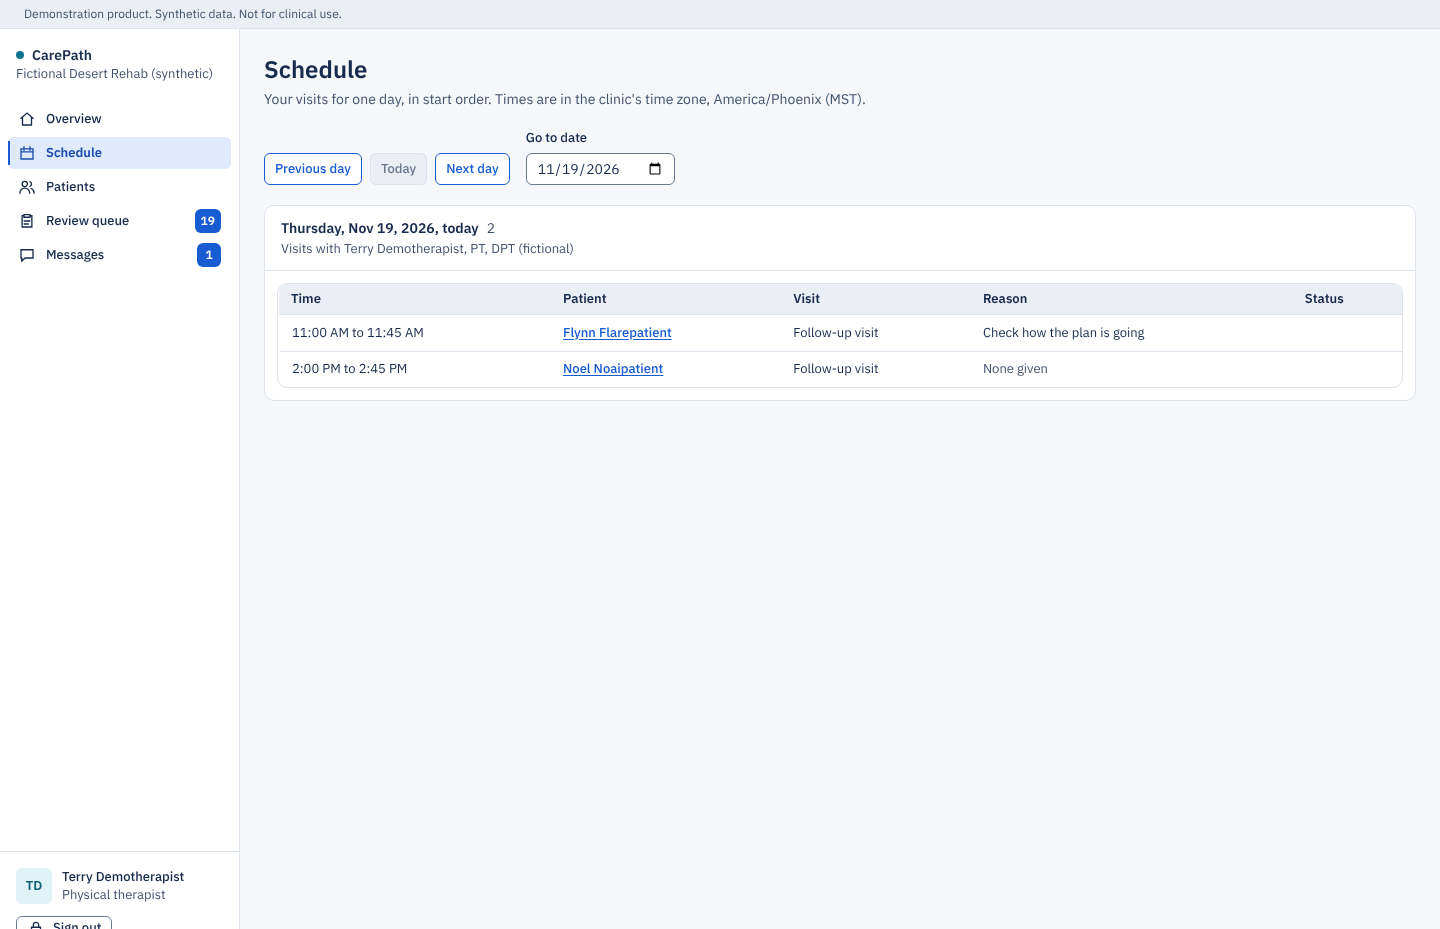 Demonstration product. Synthetic data. Not for clinical use.
CarePath
Fictional Desert Rehab (synthetic)
Overview
Schedule
Patients
Review queue 19
Messages 1
Terry Demotherapist
TD
Physical therapist
Sign out
Schedule
Your visits for one day, in start order. Times are in the clinic's time zone, America/Phoenix (MST).
Go to date
Previous day Today Next day 11/19/2026
Thursday, Nov 19, 2026, today 2
Visits with Terry Demotherapist, PT, DPT (fictional)
Time Patient Visit Reason Status
11:00 AM to 11:45 AM Flynn Flarepatient Follow-up visit Check how the plan is going
2:00 PM to 2:45 PM Noel Noaipatient Follow-up visit None given